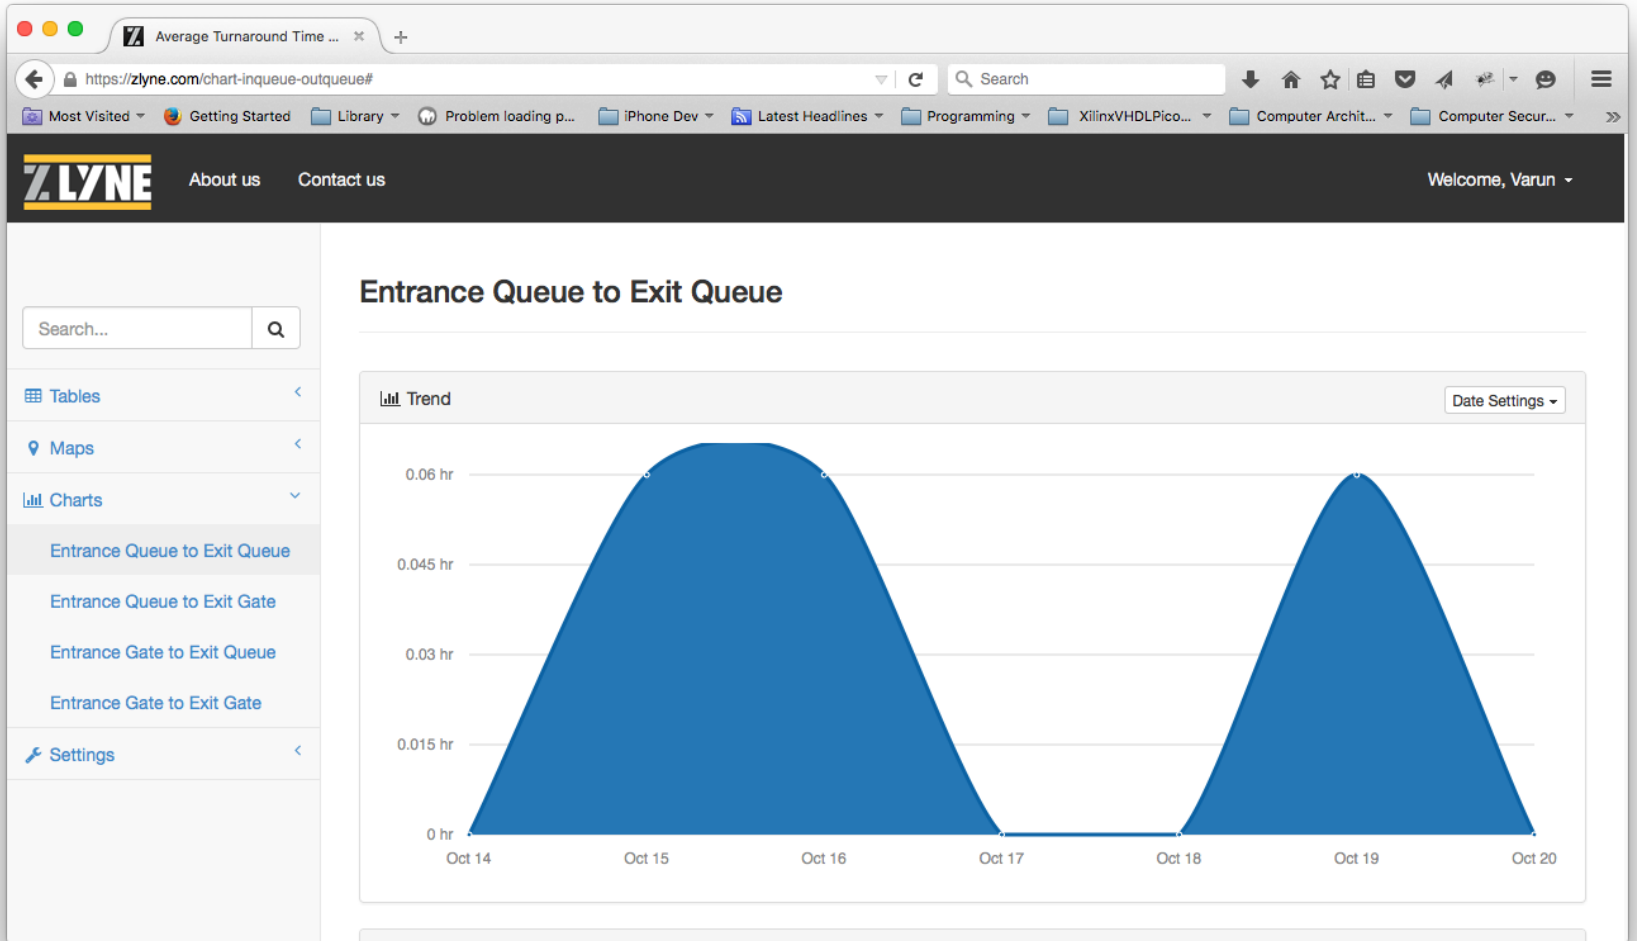 Average Turnaround Time ...
https://zlyne.com/chart-inqueue-outqueue#
Search
Most Visited
Getting Started
Library
Problem loading p...
iPhone Dev
Latest Headlines
Programming
XilinxVHDLPico...
Computer Archit...
Computer Secur...
Z LYNE
About us
Contact us
Welcome, Varun
Search...
Tables
Maps
Charts
Entrance Queue to Exit Queue
Entrance Queue to Exit Gate
Entrance Gate to Exit Queue
Entrance Gate to Exit Gate
Settings
Entrance Queue to Exit Queue
Trend
Date Settings
0.06 hr
0.045 hr
0.03 hr
0.015 hr
0 hr
Oct 14
Oct 15
Oct 16
Oct 17
Oct 18
Oct 19
Oct 20